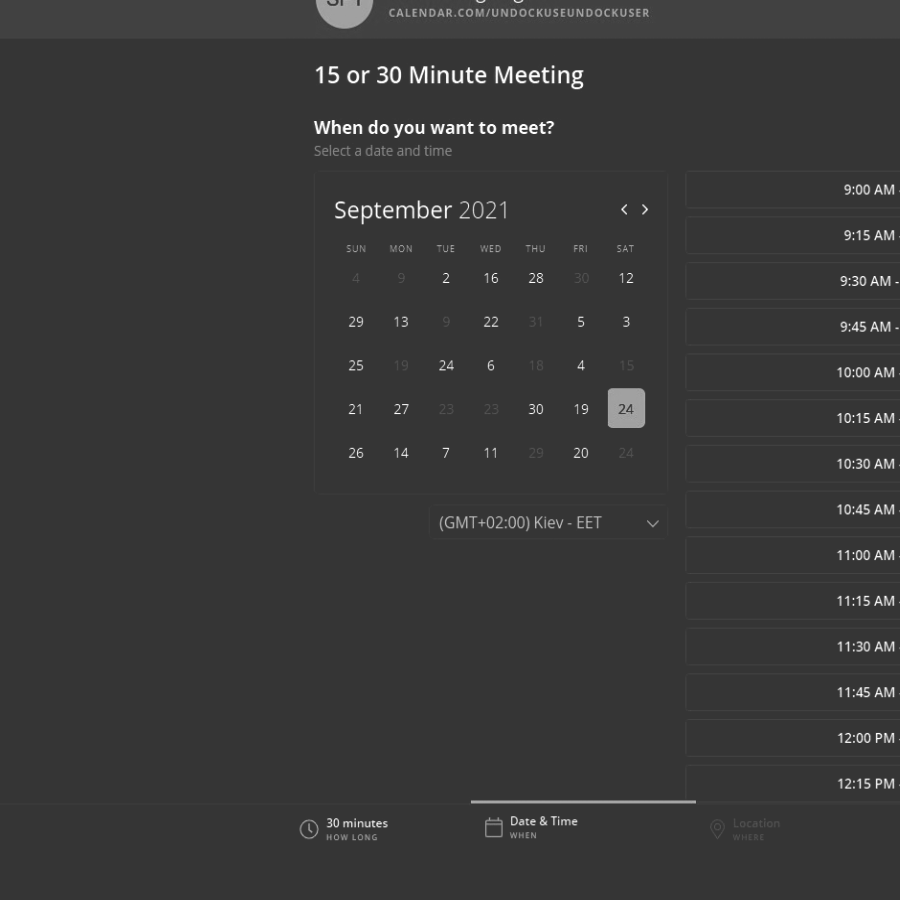 CALENDAR.COM/UNDOCKUSEUNDOCKUSER
15 or 30 Minute Meeting
When do you want to meet?
Select a date and time
September 2021
SUN MON TUE WED THU FRI SAT
4 9 2 16 28 30 12
29 13 9 22 31 5 3
25 19 24 6 18 4 15
21 27 23 23 30 19 24
26 14 7 11 29 20 24
(GMT+02:00) Kiev - EET
9:00 AM -
9:15 AM -
9:30 AM -
9:45 AM -
10:00 AM -
10:15 AM -
10:30 AM -
10:45 AM -
11:00 AM -
11:15 AM -
11:30 AM -
11:45 AM -
12:00 PM -
12:15 PM -
30 minutes
HOW LONG
Date & Time
WHEN
Location
WHERE